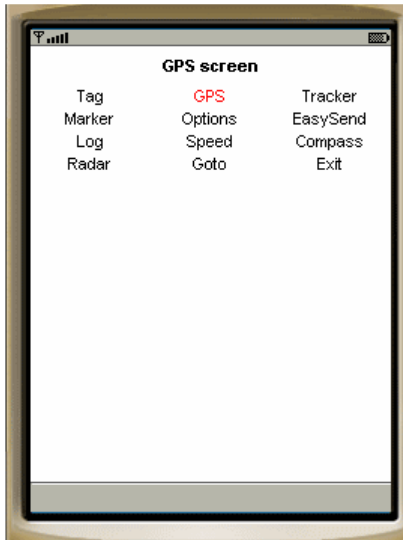 GPS screen
Tag GPS Tracker
Marker Options EasySend
Log Speed Compass
Radar Goto Exit